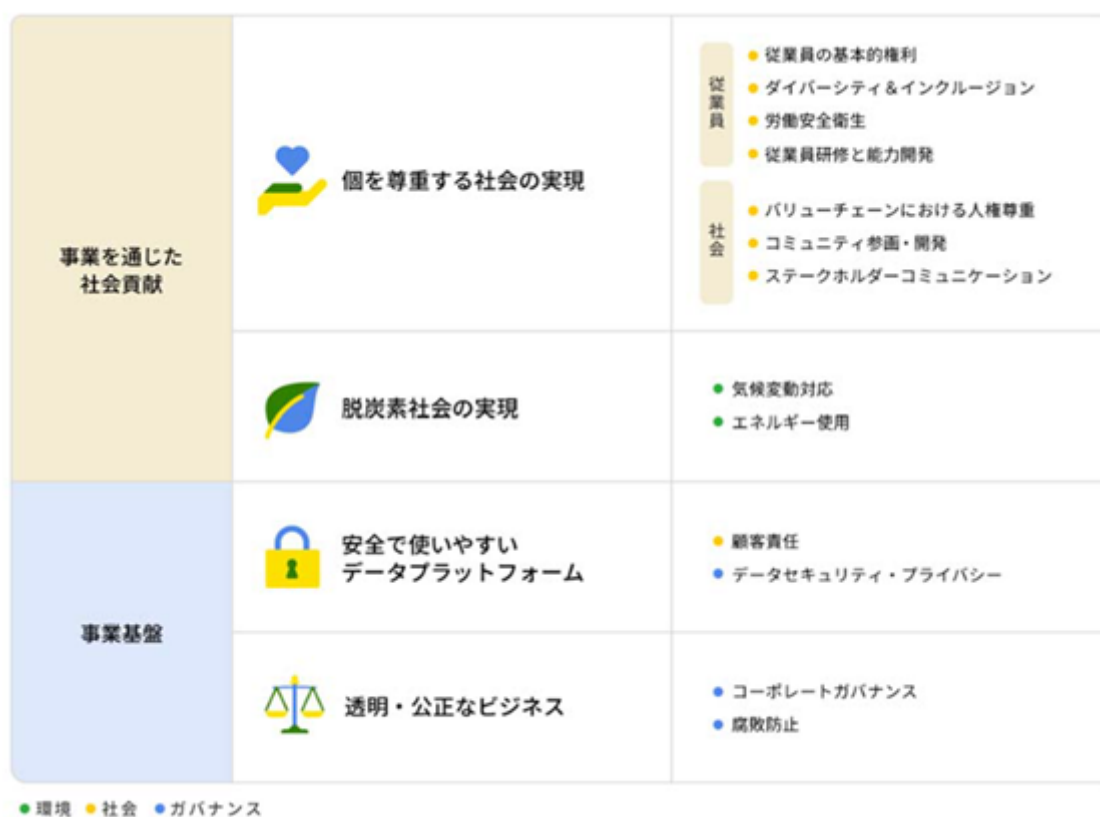 事業を通じた
社会貢献
個を尊重する社会の実現
従業員
従業員の基本的権利
ダイバーシティ＆インクルージョン
労働安全衛生
従業員研修と能力開発
社会
バリューチェーンにおける人権尊重
コミュニティ参画・開発
ステークホルダーコミュニケーション
脱炭素社会の実現
気候変動対応
エネルギー使用
事業基盤
安全で使いやすい
データプラットフォーム
顧客責任
データセキュリティ・プライバシー
透明・公正なビジネス
コーポレートガバナンス
腐敗防止
環境 社会 ガバナンス